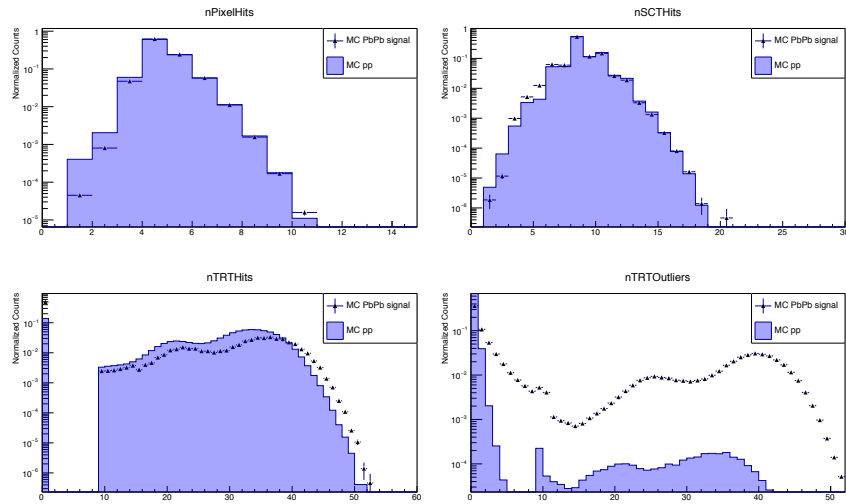 nPixelHits
Normalized Counts
1
10⁻¹
10⁻²
10⁻³
10⁻⁴
10⁻⁵
0 2 4 6 8 10 12 14
MC PbPb signal
MC pp
nSCTHits
Normalized Counts
1
10⁻¹
10⁻²
10⁻³
10⁻⁴
10⁻⁵
10⁻⁶
0 5 10 15 20 25 30
MC PbPb signal
MC pp
nTRTHits
Normalized Counts
10⁻¹
10⁻²
10⁻³
10⁻⁴
10⁻⁵
10⁻⁶
0 10 20 30 40 50 60
MC PbPb signal
MC pp
nTRTOutliers
Normalized Counts
10⁻¹
10⁻²
10⁻³
10⁻⁴
0 10 20 30 40 50
MC PbPb signal
MC pp